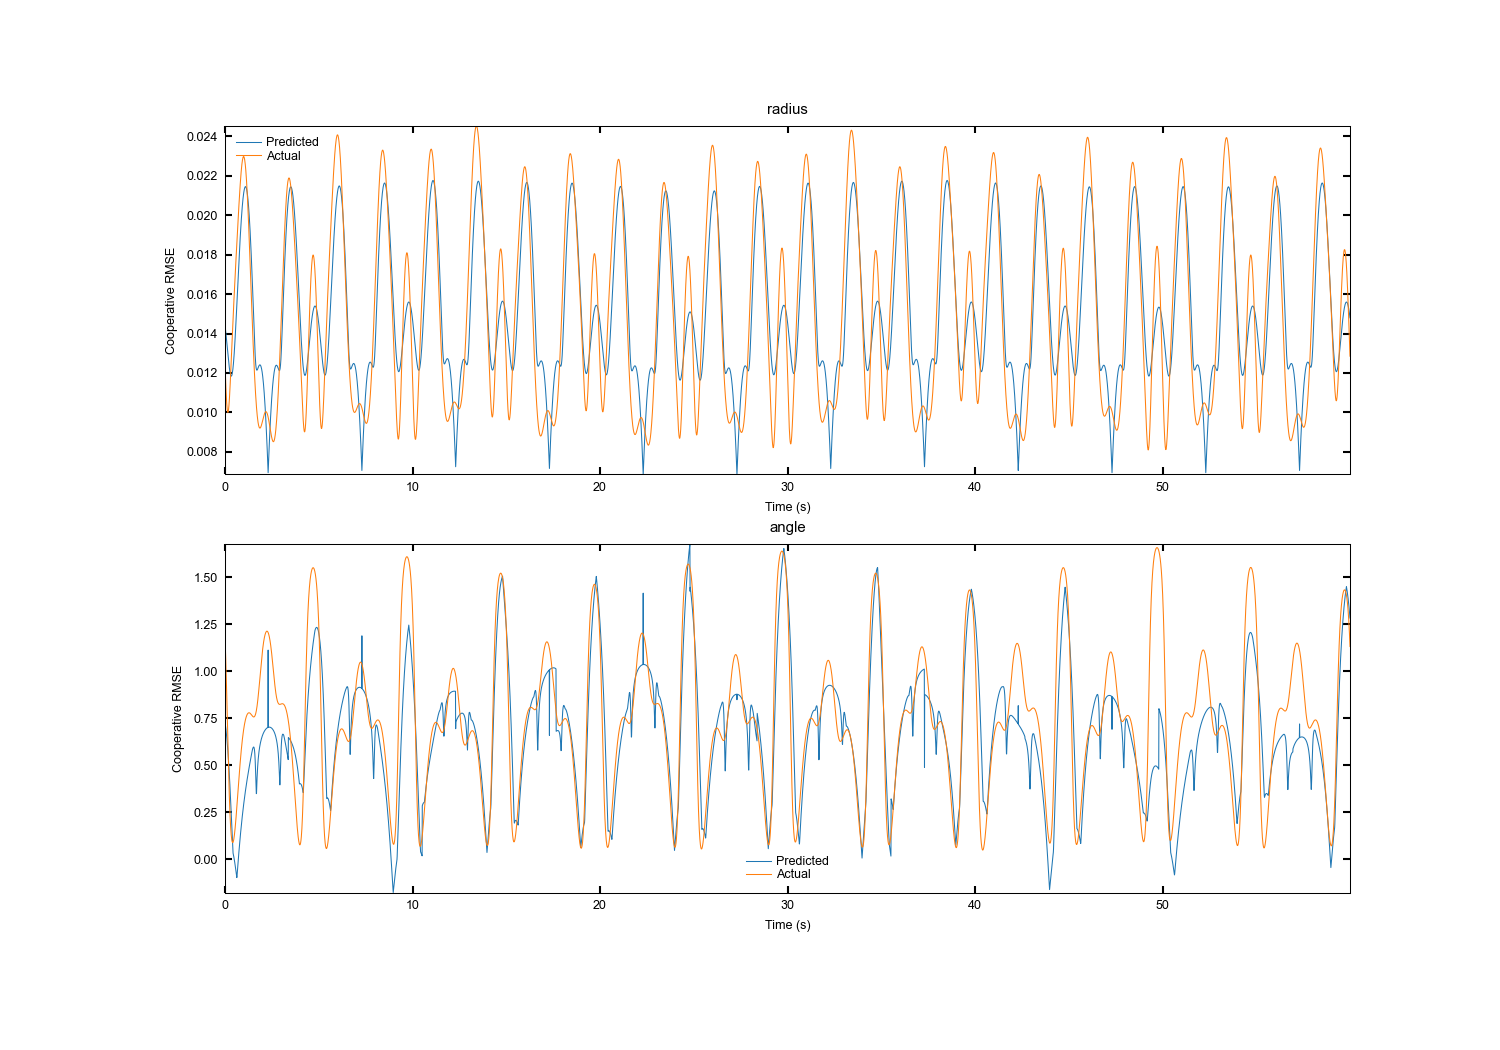 radius
Cooperative RMSE
0.024
0.022
0.020
0.018
0.016
0.014
0.012
0.010
0.008
Predicted
Actual
0 10 20 30 40 50
Time (s)
angle
Cooperative RMSE
1.50
1.25
1.00
0.75
0.50
0.25
0.00
Predicted
Actual
0 10 20 30 40 50
Time (s)